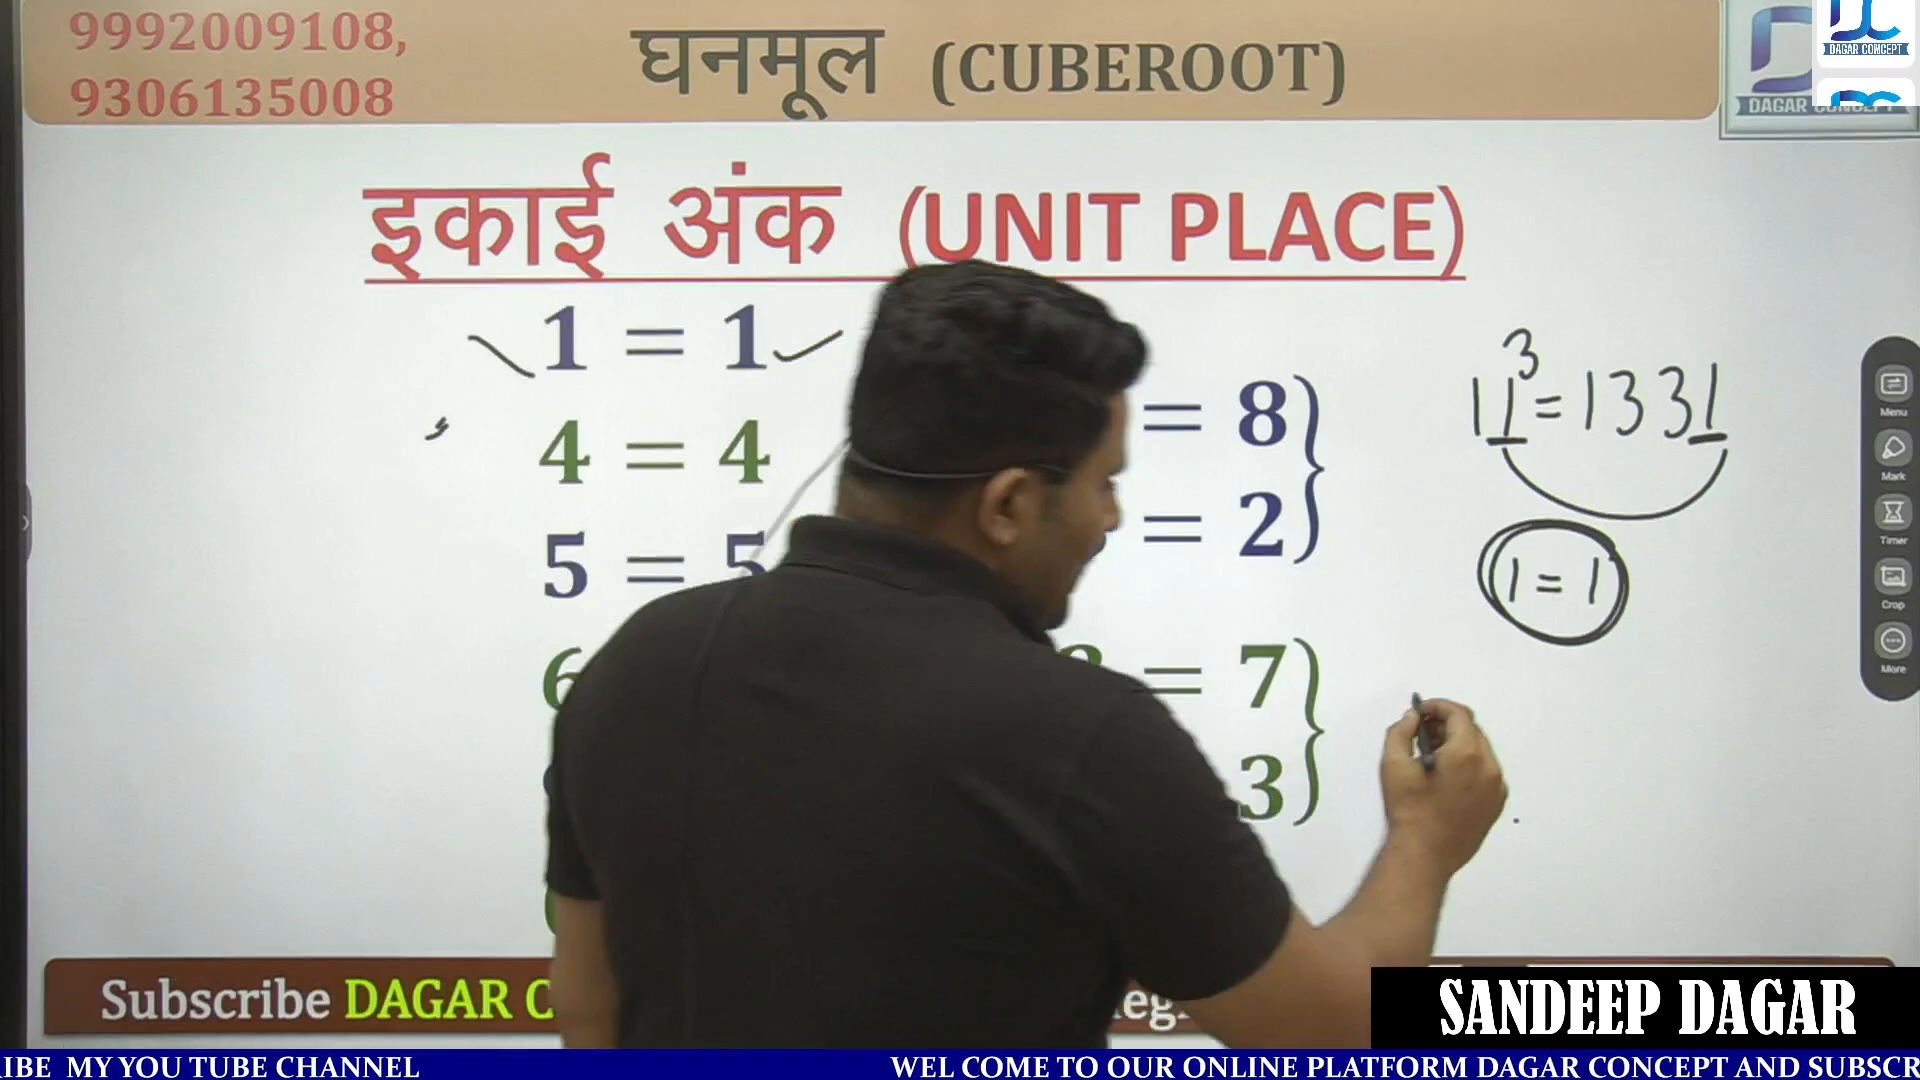 9992009108,
9306135008
घनमूल (CUBEROOT)
DAGAR CONCEPT
DAGAR CONCEPT
इकाई अंक (UNIT PLACE)
1 = 1
4 = 4
5 = 5
6
= 8
= 2
= 7
3
11³ = 1331
1 = 1
Menu
Mark
Timer
Crop
More
Subscribe DAGAR C
SANDEEP DAGAR
IBE MY YOU TUBE CHANNEL WEL COME TO OUR ONLINE PLATFORM DAGAR CONCEPT AND SUBSCR